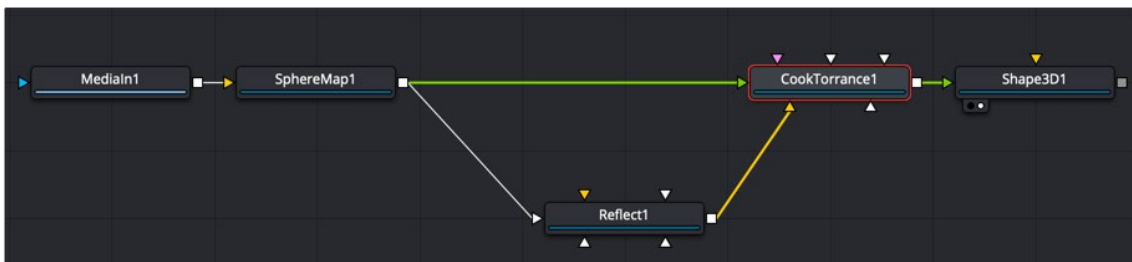 MediaIn1
SphereMap1
CookTorrance1
Shape3D1
Reflect1